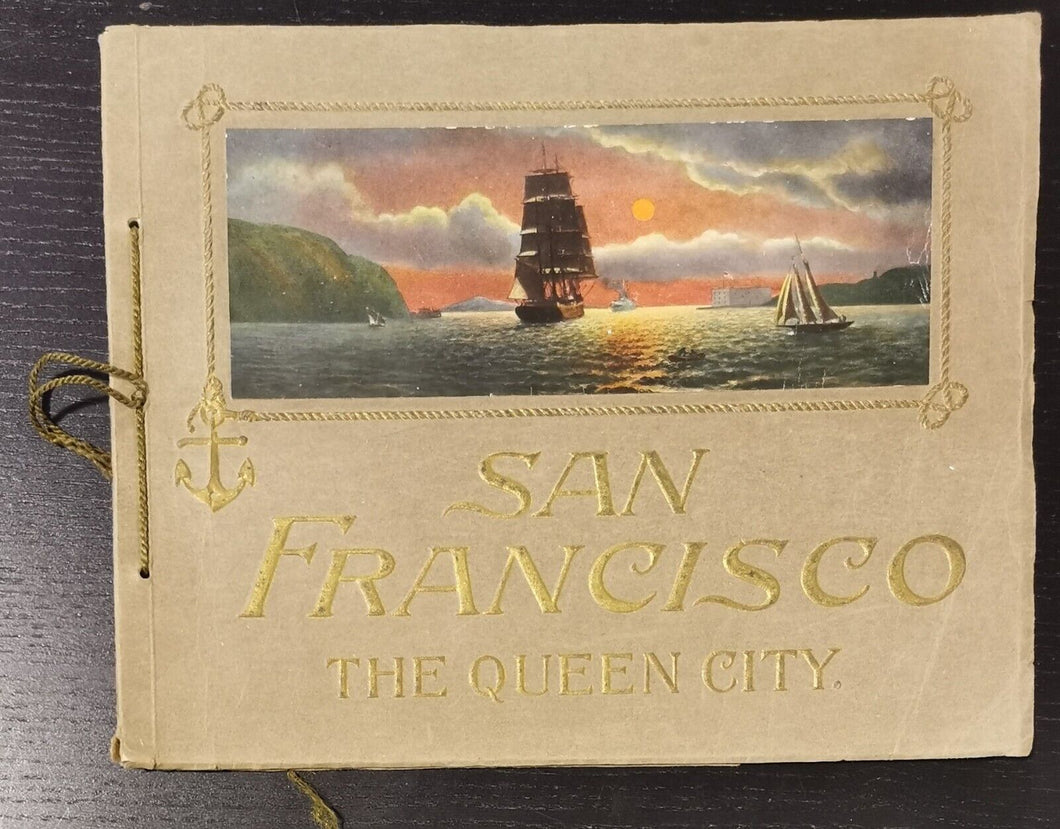 SAN
FRANCISCO
THE QUEEN CITY.